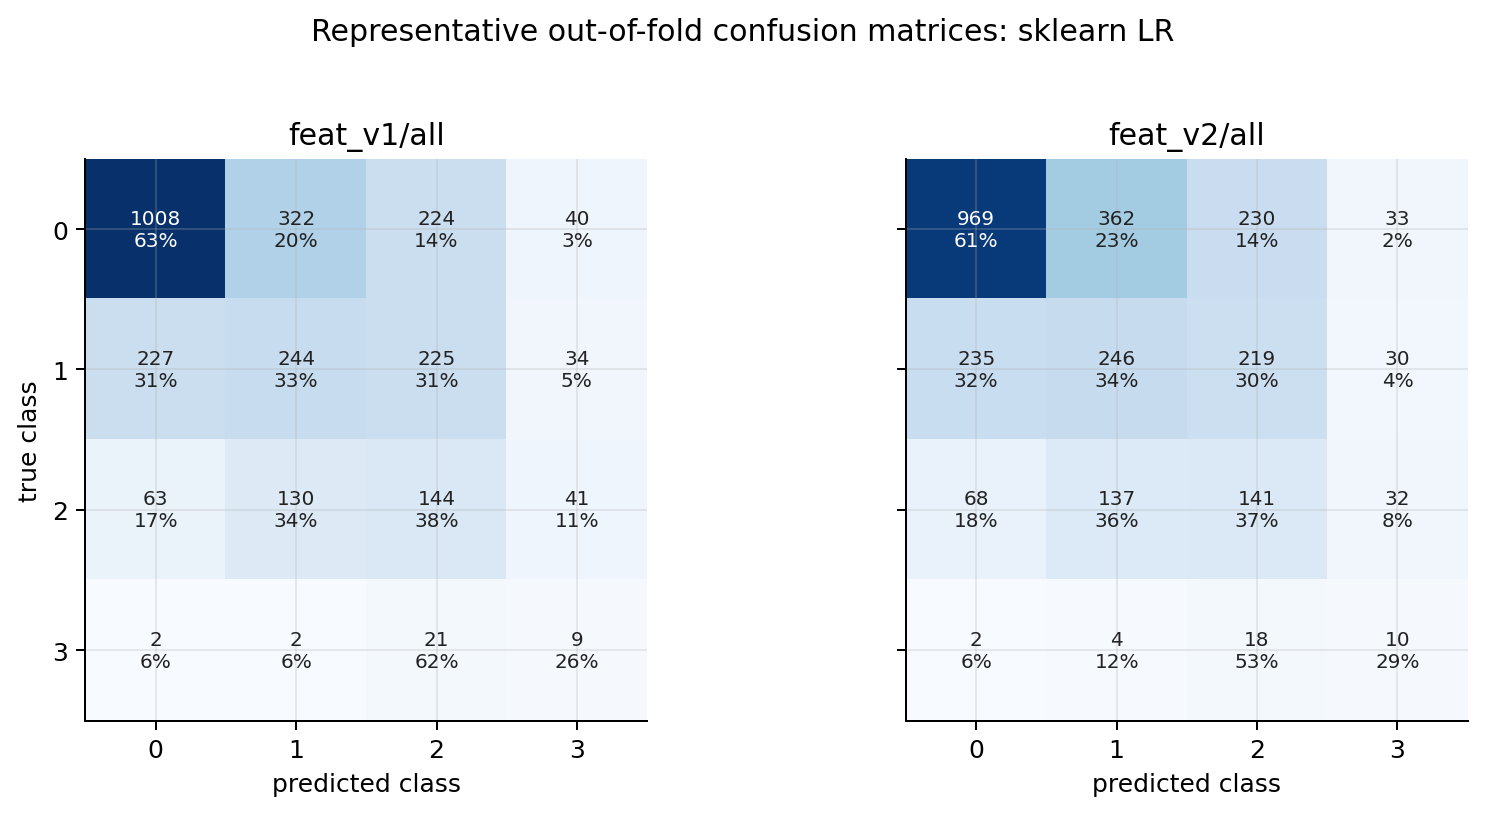 Representative out-of-fold confusion matrices: sklearn LR
feat_v1/all
1008 322 224 40
63% 20% 14% 3%
227 244 225 34
31% 33% 31% 5%
63 130 144 41
17% 34% 38% 11%
2 2 21 9
6% 6% 62% 26%
0
1
2
3
true class
0 1 2 3
predicted class
feat_v2/all
969 362 230 33
61% 23% 14% 2%
235 246 219 30
32% 34% 30% 4%
68 137 141 32
18% 36% 37% 8%
2 4 18 10
6% 12% 53% 29%
0 1 2 3
predicted class